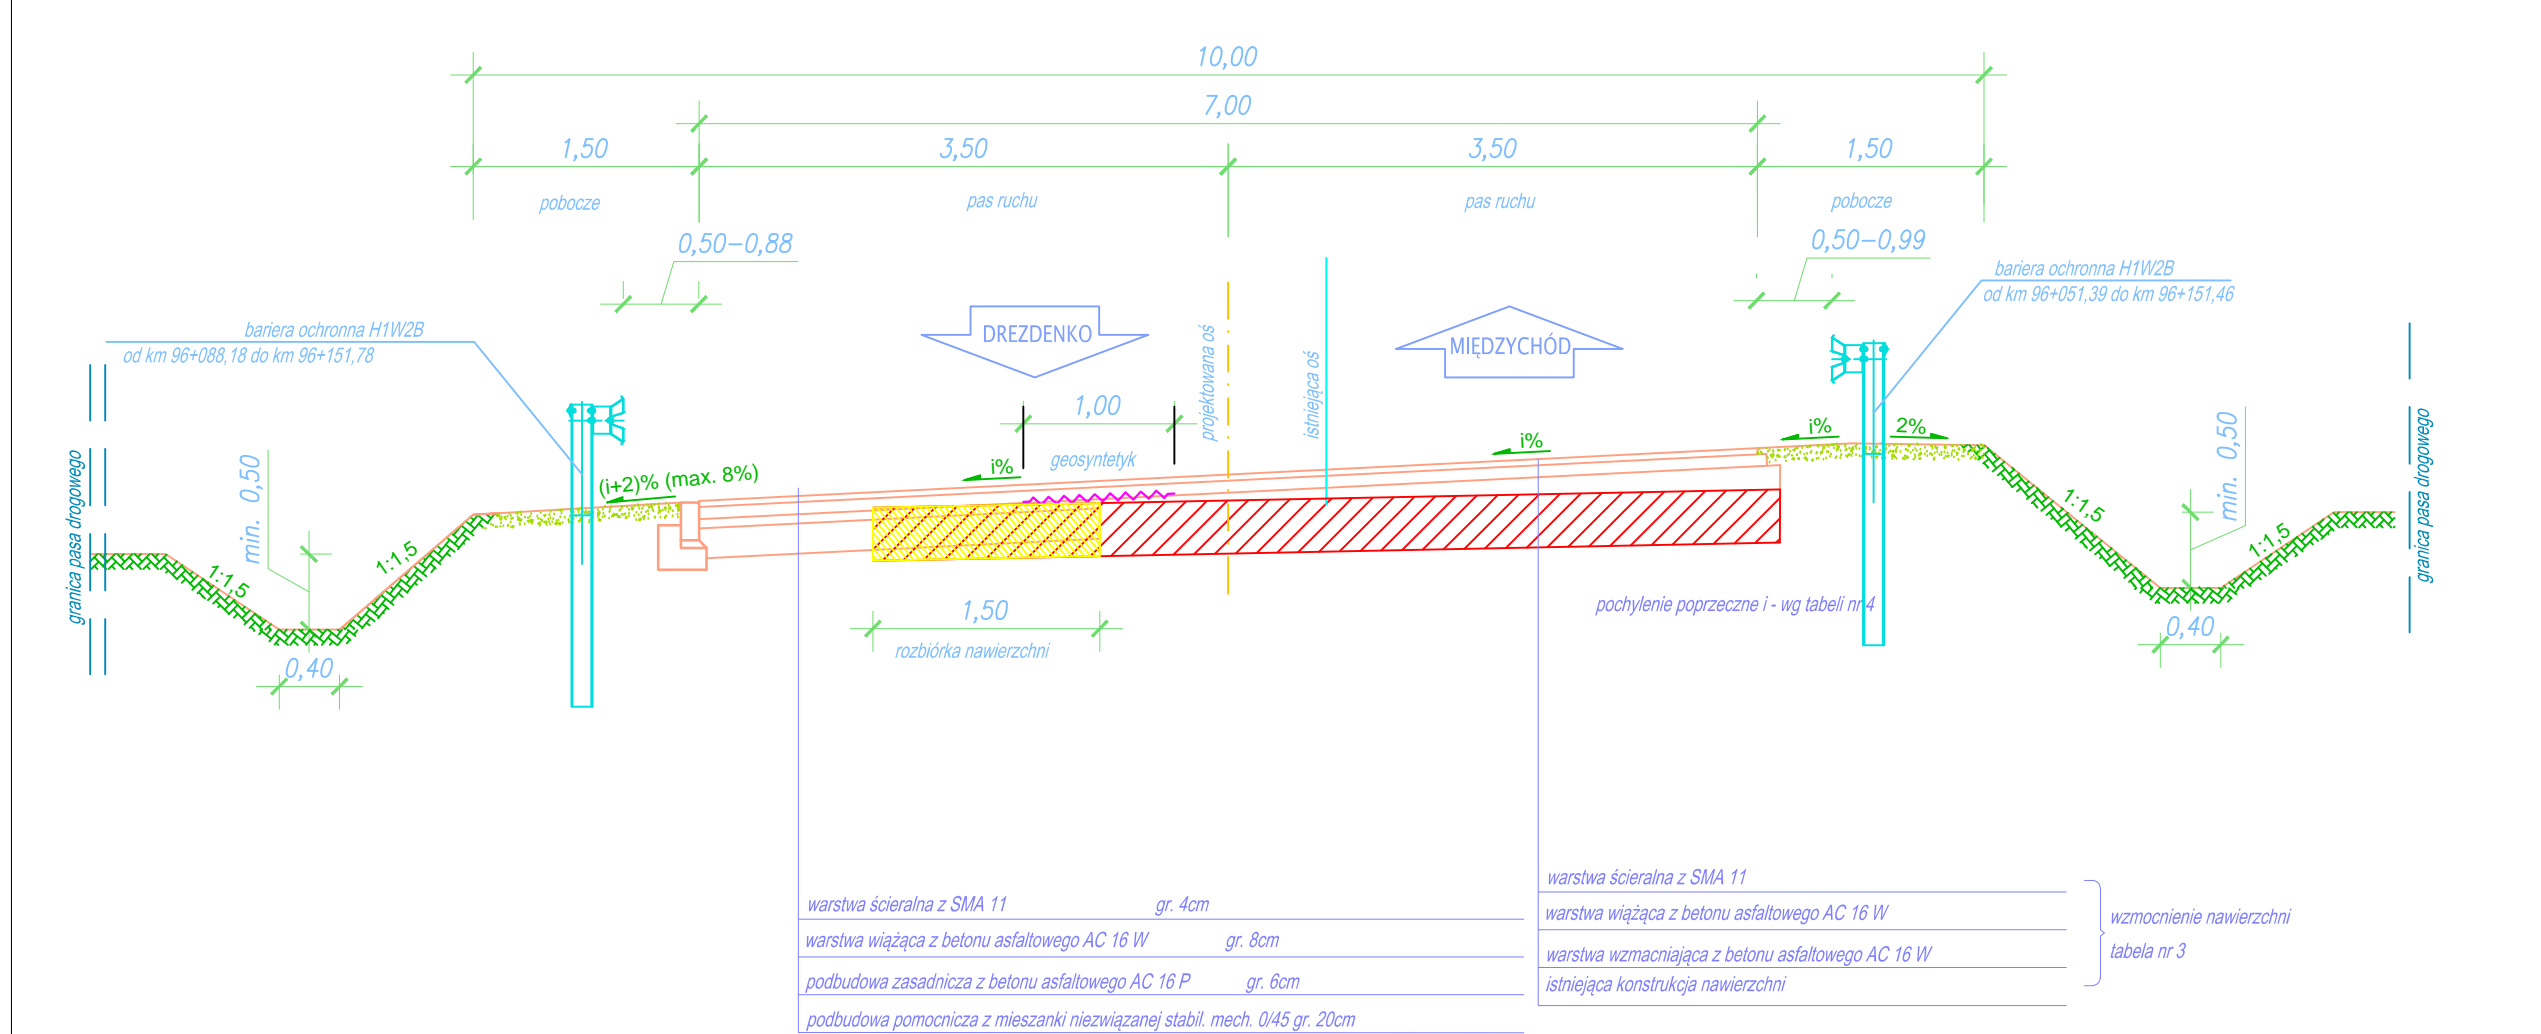 10,00
7,00
1,50
3,50
3,50
1,50
pobocze
pas ruchu
pas ruchu
pobocze
0,50-0,88
0,50-0,99
bariera ochronna H1W2B
od km 96+051,39 do km 96+151,46
bariera ochronna H1W2B
od km 96+088,18 do km 96+151,78
DREZDENKO
MIĘDZYCHÓD
projektowana oś
istniejąca oś
1,00
geosyntetyk
i%
i%
i%
2%
(i+2)% (max. 8%)
granica pasa drogowego
min. 0,50
1:1,5
1:1,5
0,40
1,50
rozbiórka nawierzchni
pochylenie poprzeczne i - wg tabeli nr 4
1:1,5
1:1,5
min. 0,50
0,40
granica pasa drogowego
warstwa ścieralna z SMA 11 gr. 4cm
warstwa wiążąca z betonu asfaltowego AC 16 W gr. 8cm
podbudowa zasadnicza z betonu asfaltowego AC 16 P gr. 6cm
podbudowa pomocnicza z mieszanki niezwiązanej stabil. mech. 0/45 gr. 20cm
warstwa ścieralna z SMA 11
warstwa wiążąca z betonu asfaltowego AC 16 W
warstwa wzmacniająca z betonu asfaltowego AC 16 W
istniejąca konstrukcja nawierzchni
wzmocnienie nawierzchni
tabela nr 3